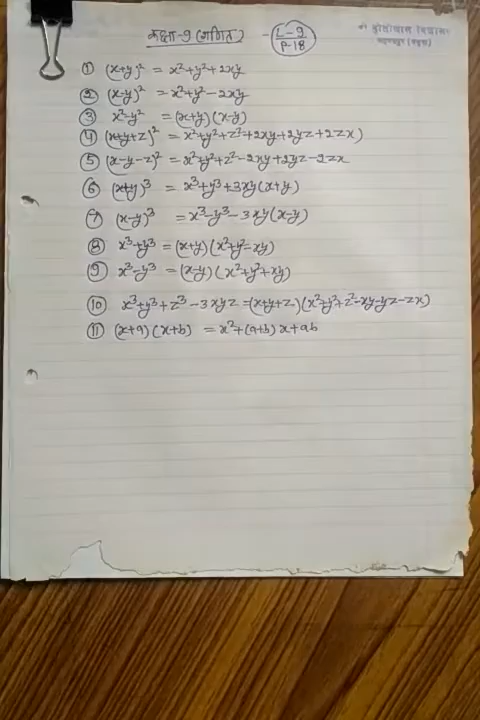 कक्षा-9 (गणित) - L-9
P-18
① (x+y)² = x²+y²+2xy
② (x-y)² = x²+y²-2xy
③ x²-y² = (x+y)(x-y)
④ (x+y+z)² = x²+y²+z²+2xy+2yz+2zx)
⑤ (x-y-z)² = x²+y²+z²-2xy+2yz-2zx
⑥ (x+y)³ = x³+y³+3xy(x+y)
⑦ (x-y)³ = x³-y³-3xy(x-y)
⑧ x³+y³ = (x+y)(x²+y²-xy)
⑨ x³-y³ = (x-y)(x²+y²+xy)
⑩ x³+y³+z³-3xyz=(x+y+z)(x²+y²+z²-xy-yz-zx)
⑪ (x+a)(x+b) = x²+(a+b)x+ab